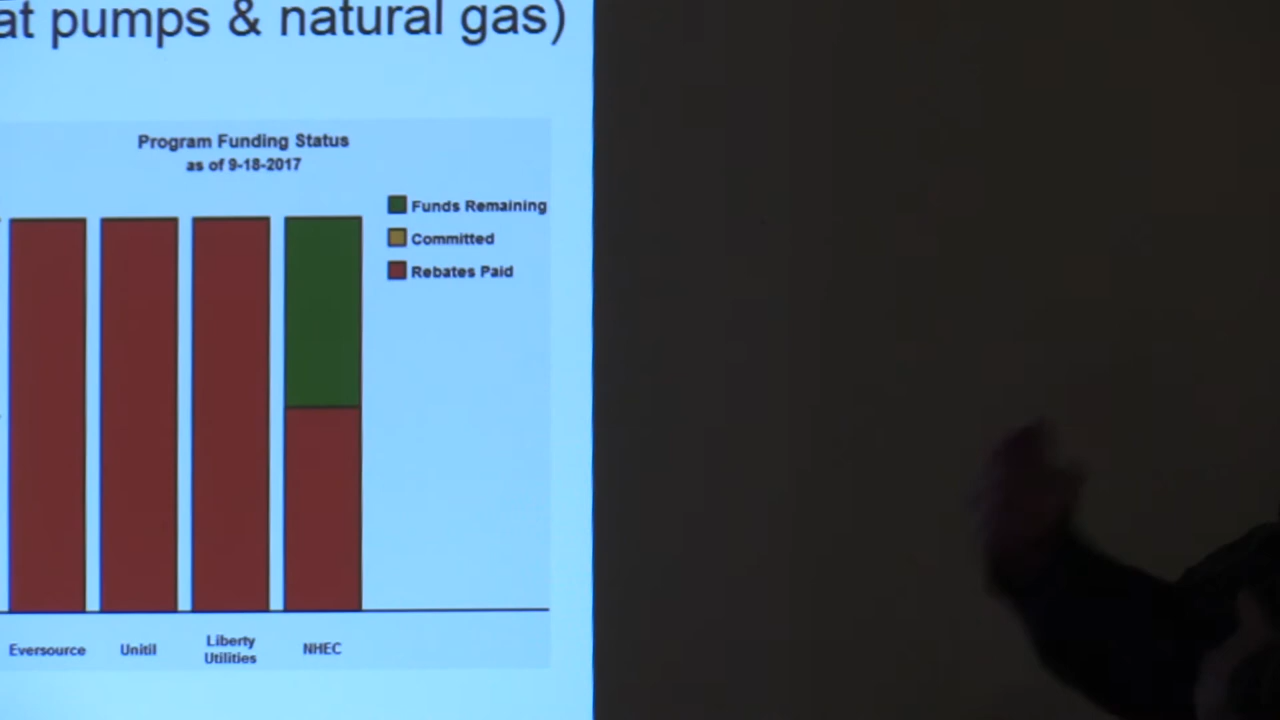 at pumps & natural gas)
Program Funding Status
as of 9-18-2017
Funds Remaining
Committed
Rebates Paid
Eversource
Unitil
Liberty
Utilities
NHEC